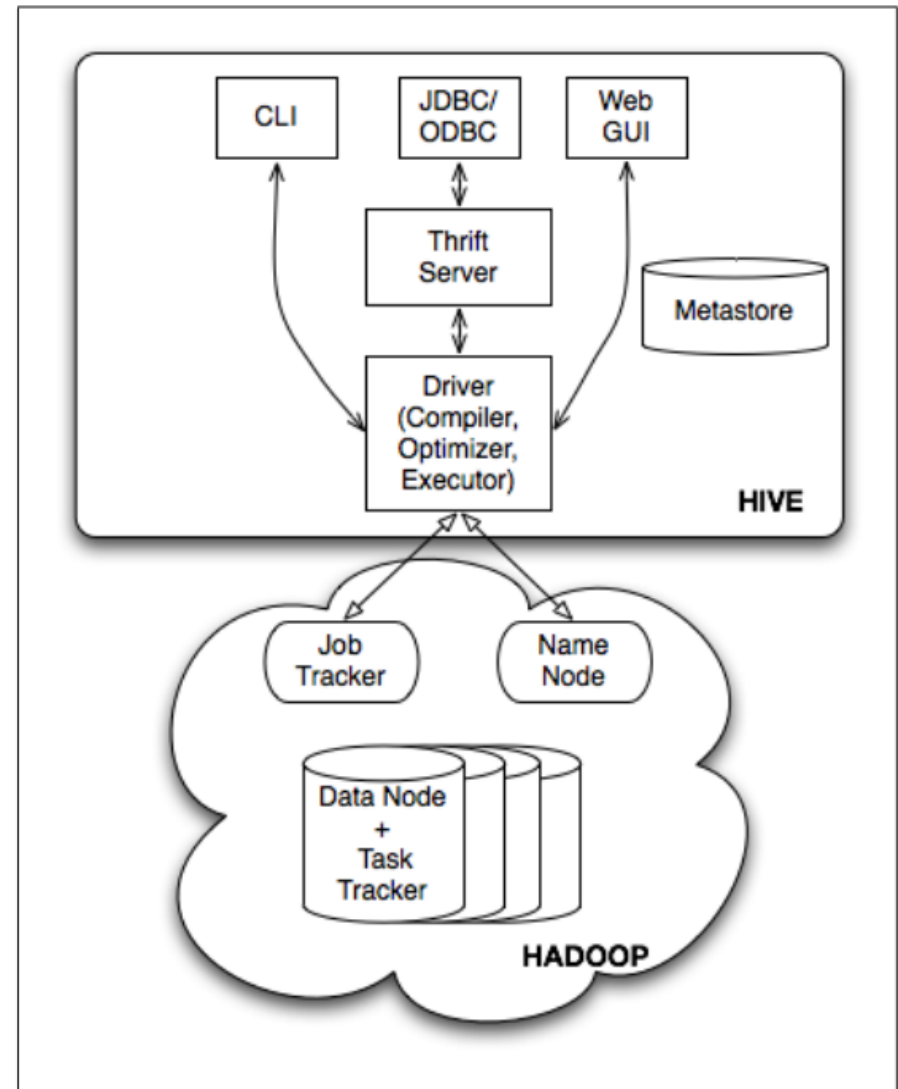 CLI
JDBC/
ODBC
Web
GUI
Thrift
Server
Metastore
Driver
(Compiler,
Optimizer,
Executor)
HIVE
Job
Tracker
Name
Node
Data Node
+
Task
Tracker
HADOOP